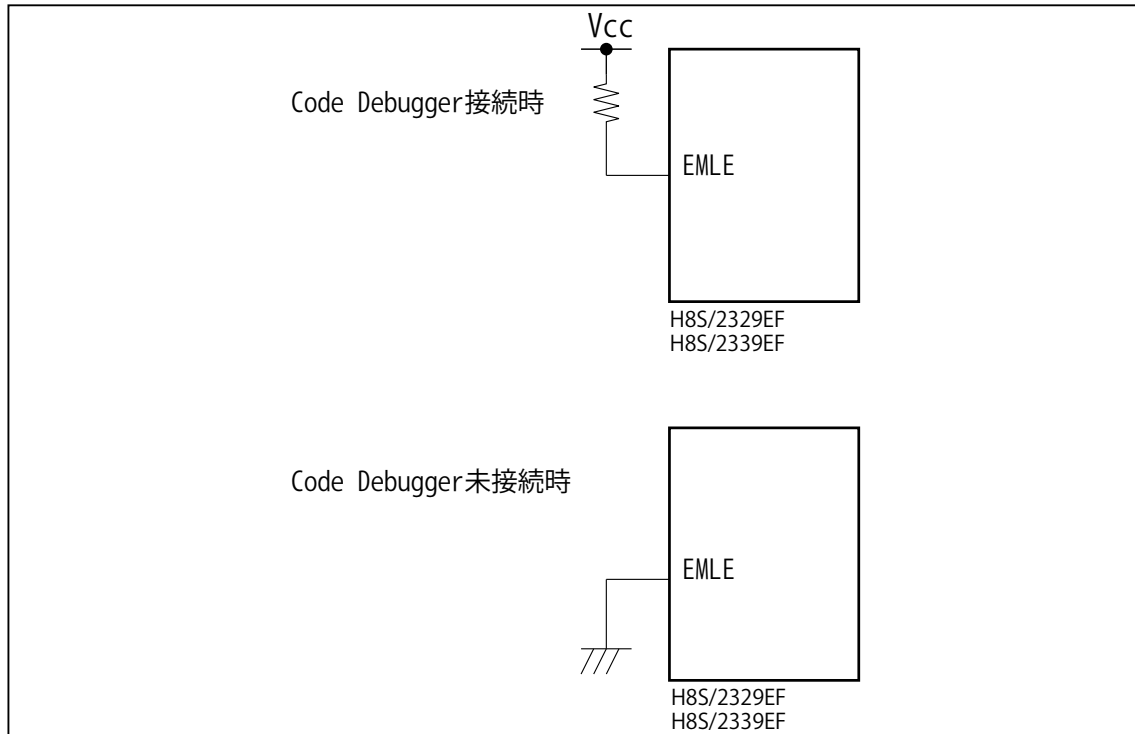 Vcc
Code Debugger接続時
EMLE
H8S/2329EF
H8S/2339EF
Code Debugger未接続時
EMLE
H8S/2329EF
H8S/2339EF